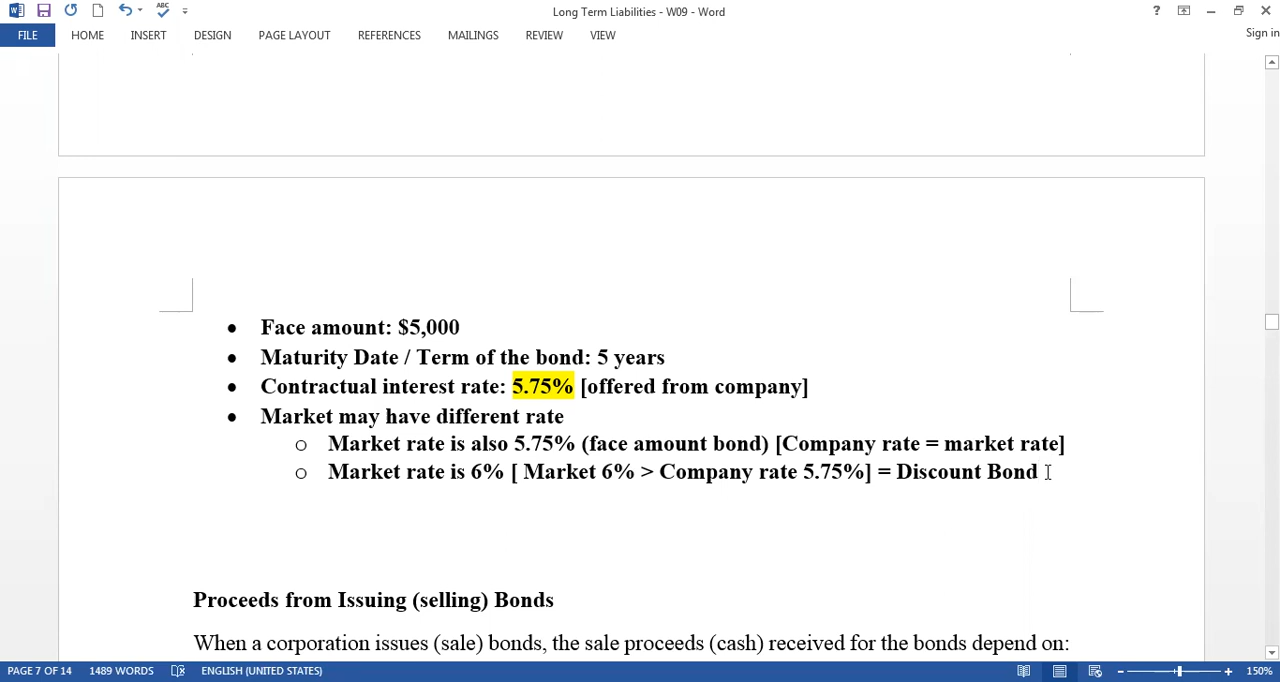 Long Term Liabilities - W09 - Word
Sign in
FILE HOME INSERT DESIGN PAGE LAYOUT REFERENCES MAILINGS REVIEW VIEW
• Face amount: $5,000
• Maturity Date / Term of the bond: 5 years
• Contractual interest rate: 5.75% [offered from company]
• Market may have different rate
o Market rate is also 5.75% (face amount bond) [Company rate = market rate]
o Market rate is 6% [ Market 6% > Company rate 5.75%] = Discount Bond
Proceeds from Issuing (selling) Bonds
When a corporation issues (sale) bonds, the sale proceeds (cash) received for the bonds depend on:
PAGE 7 OF 14 1489 WORDS ENGLISH (UNITED STATES) 150%